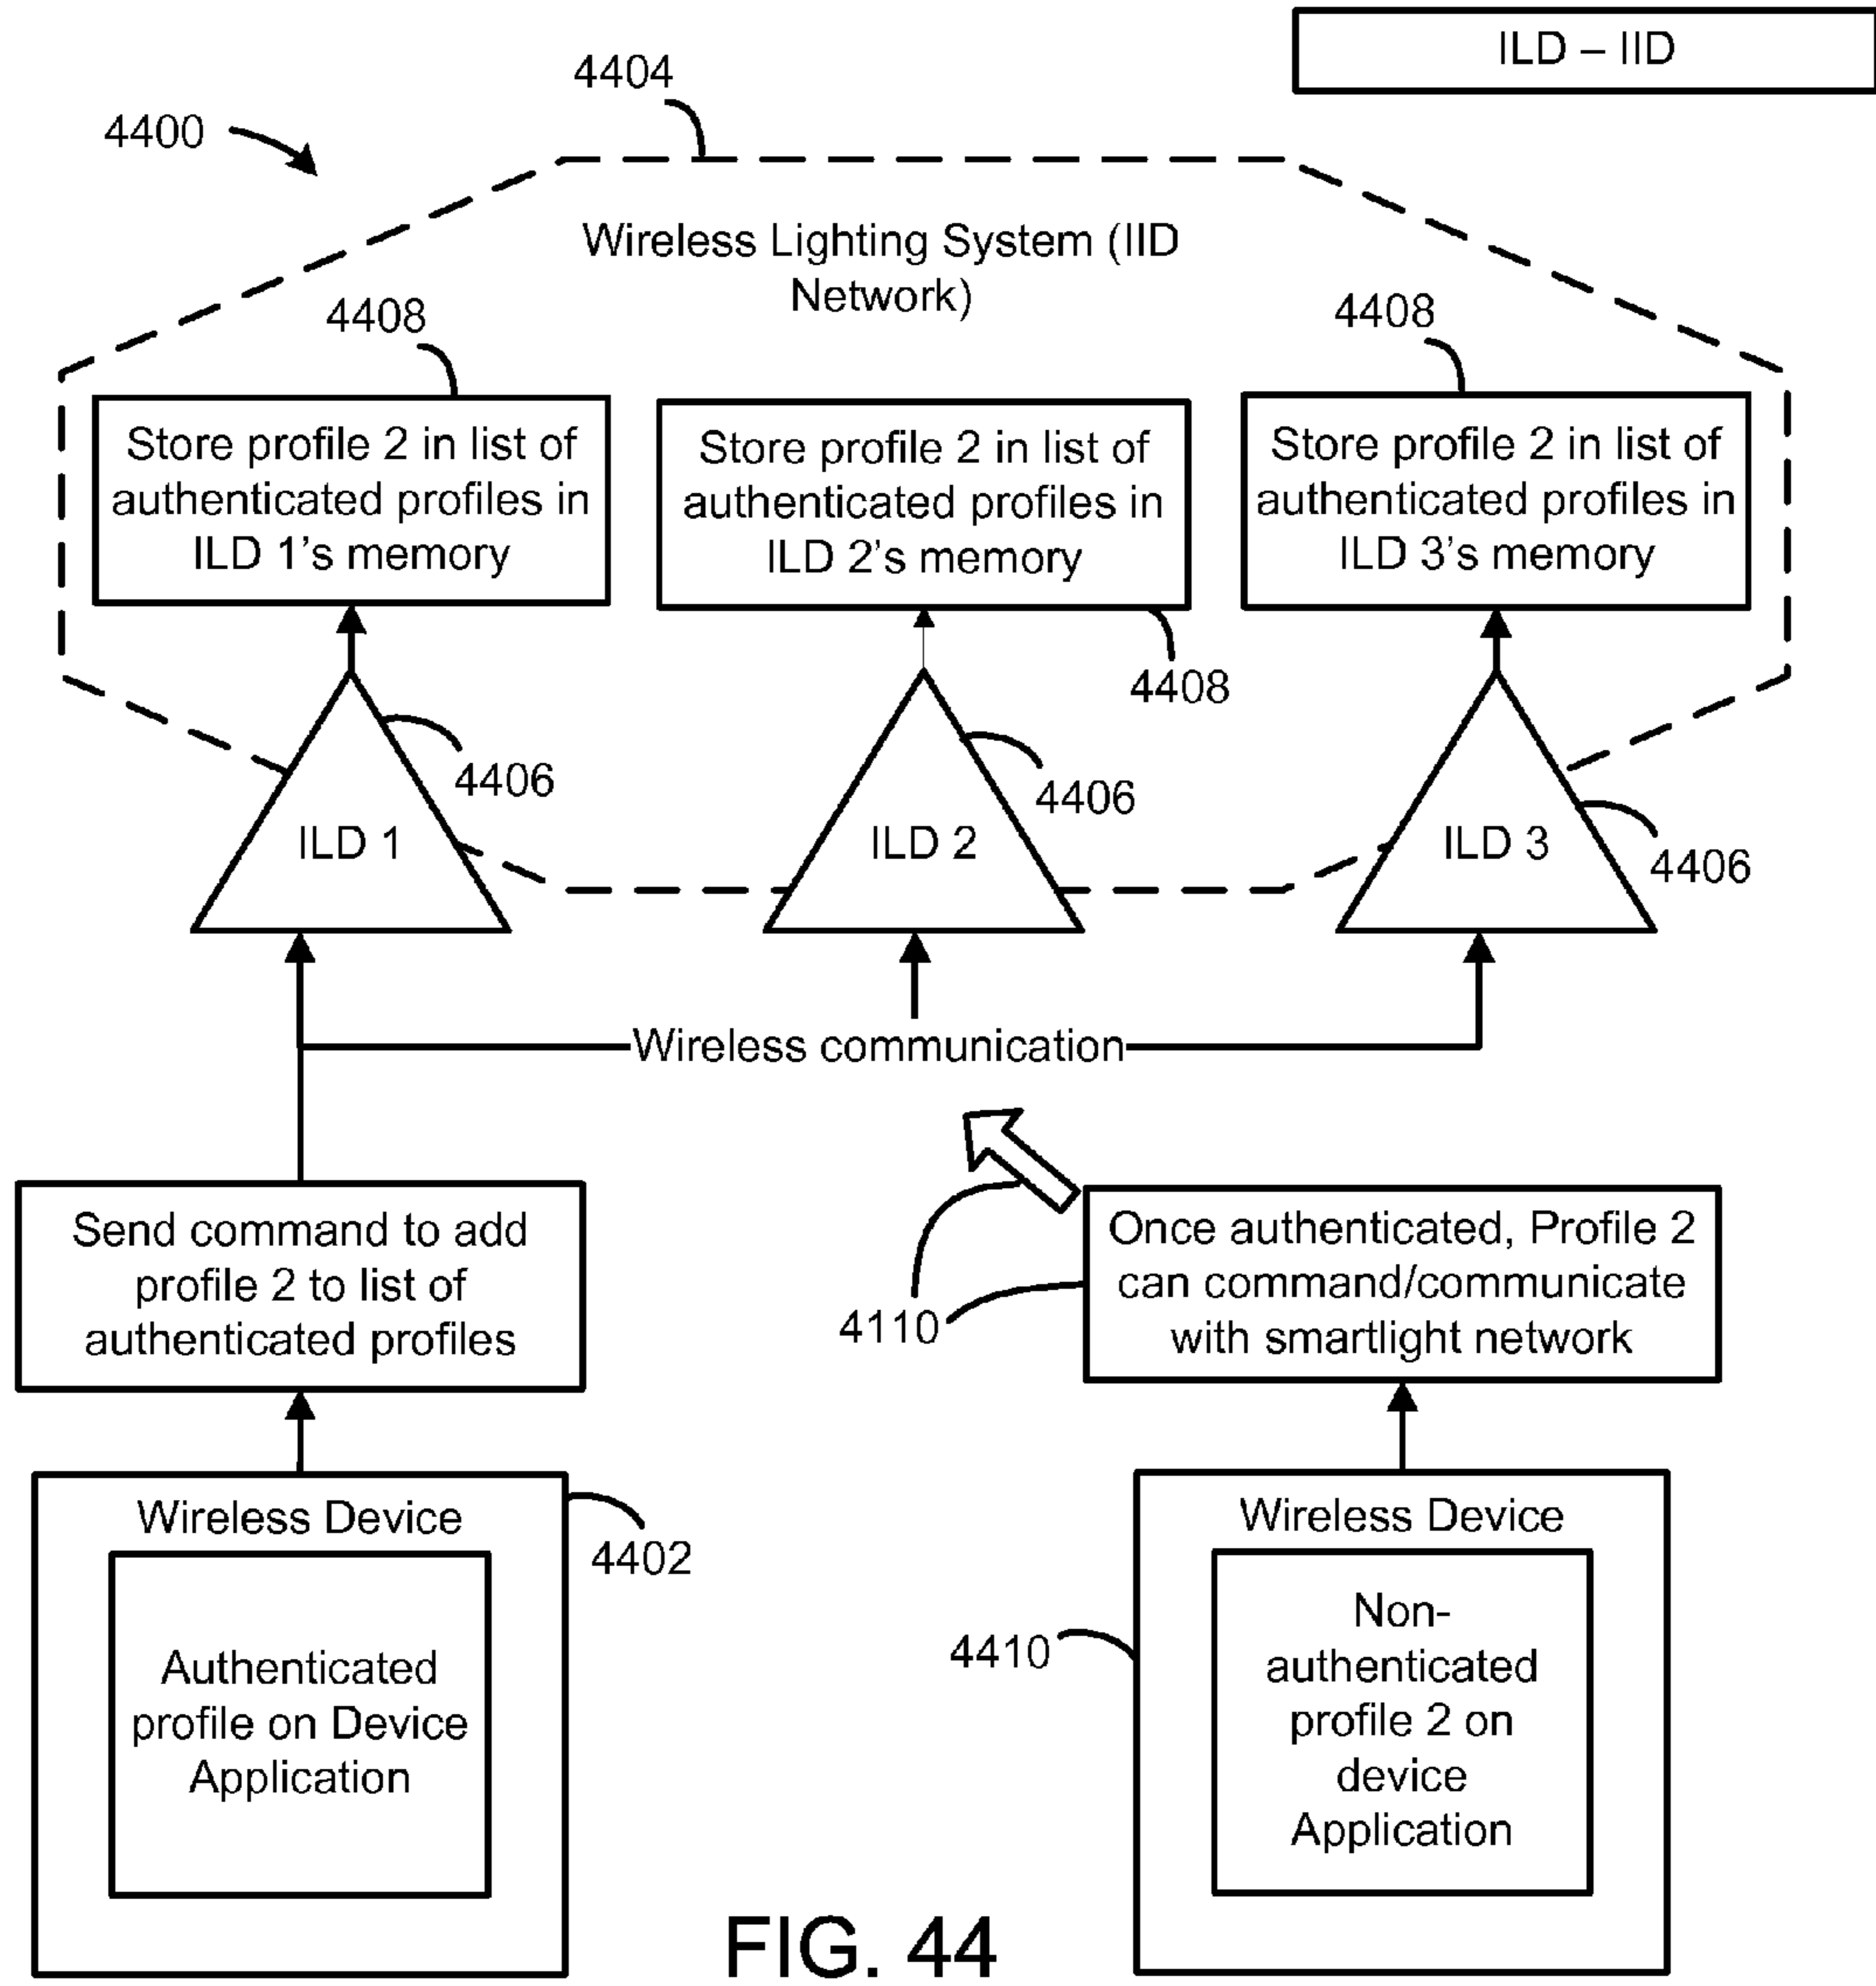 ILD – IID
4404
4400
Wireless Lighting System (IID
Network)
4408
4408
Store profile 2 in list of
authenticated profiles in
ILD 1's memory
Store profile 2 in list of
authenticated profiles in
ILD 2's memory
Store profile 2 in list of
authenticated profiles in
ILD 3's memory
4408
4406
4406
4406
ILD 1
ILD 2
ILD 3
Wireless communication
Send command to add
profile 2 to list of
authenticated profiles
Once authenticated, Profile 2
can command/communicate
with smartlight network
4110
Wireless Device
4402
Authenticated
profile on Device
Application
Wireless Device
4410
Non-
authenticated
profile 2 on
device
Application
FIG. 44